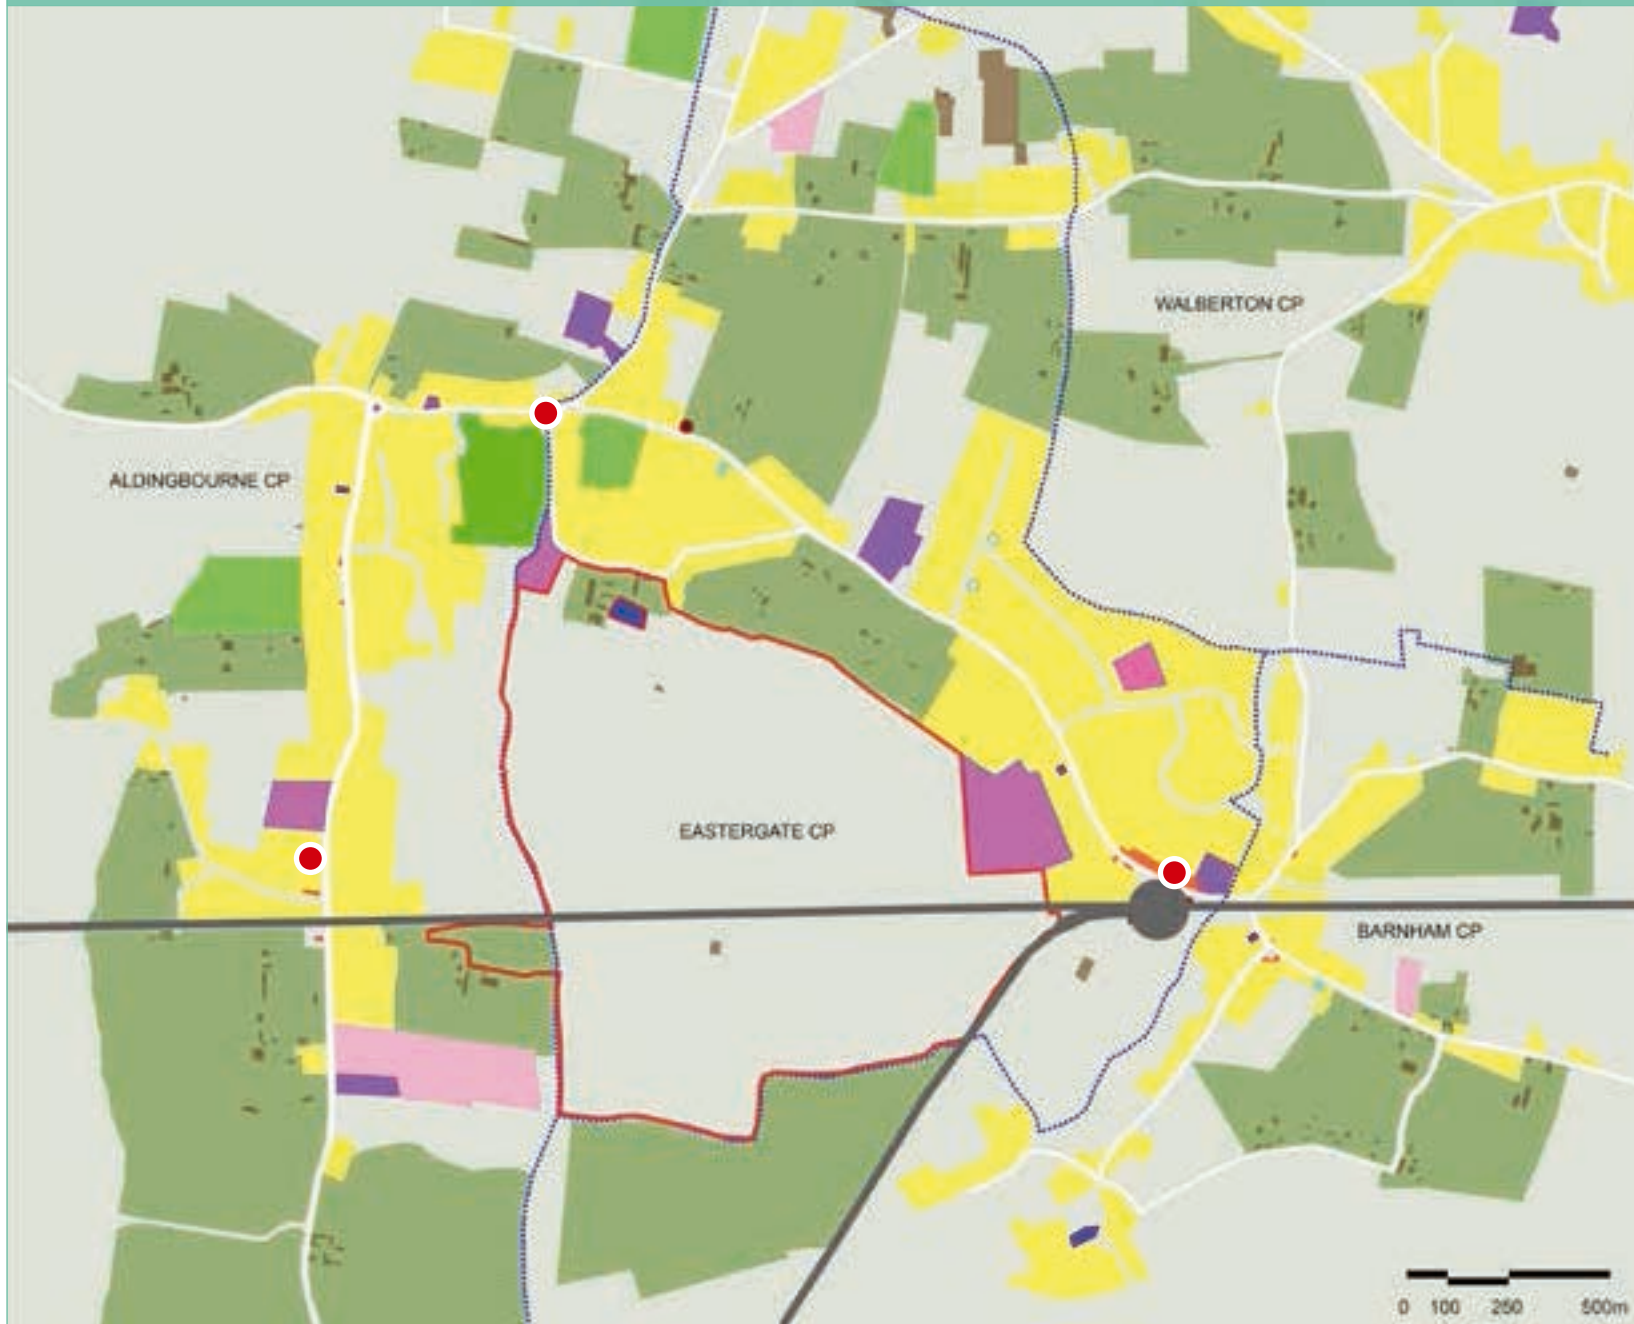 WALBERTON CP
ALDINGBOURNE CP
EASTERGATE CP
BARNHAM CP
0 100 250 500m